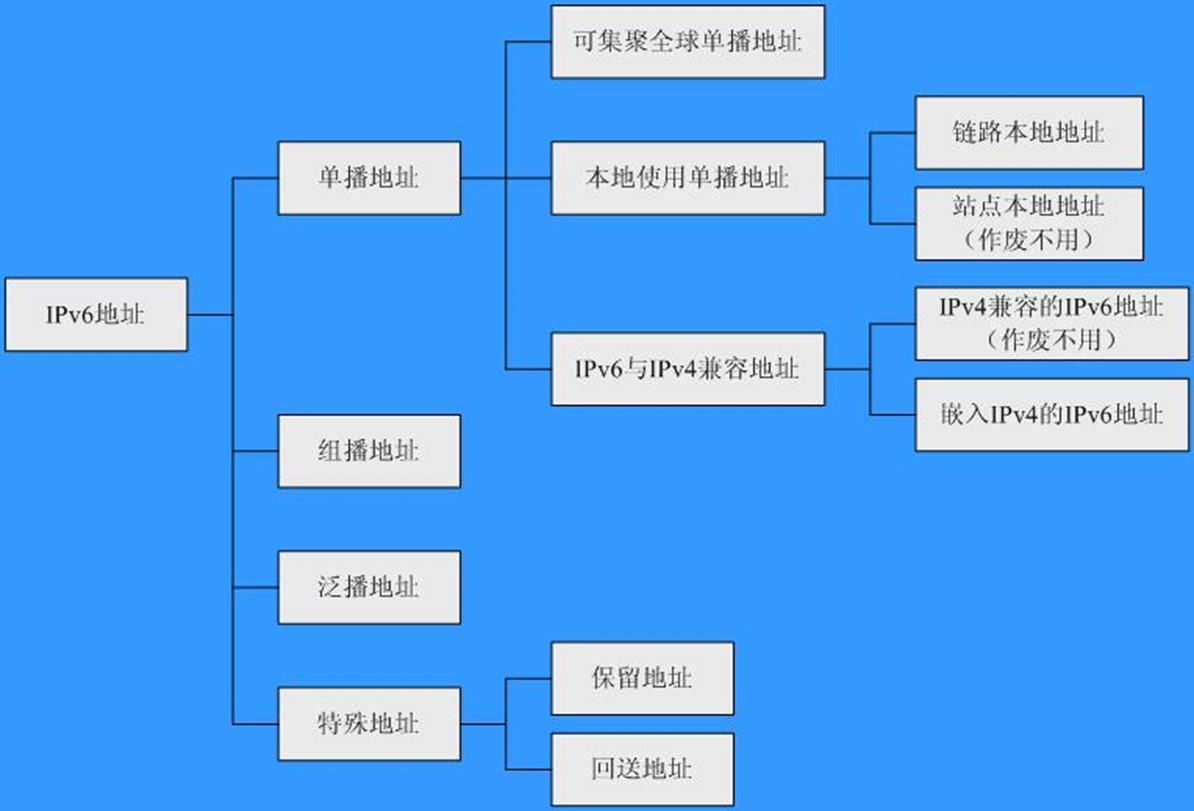 可集聚全球单播地址
链路本地地址
单播地址
本地使用单播地址
站点本地地址
（作废不用）
IPv6地址
IPv4兼容的IPv6地址
（作废不用）
IPv6与IPv4兼容地址
嵌入IPv4的IPv6地址
组播地址
泛播地址
保留地址
特殊地址
回送地址